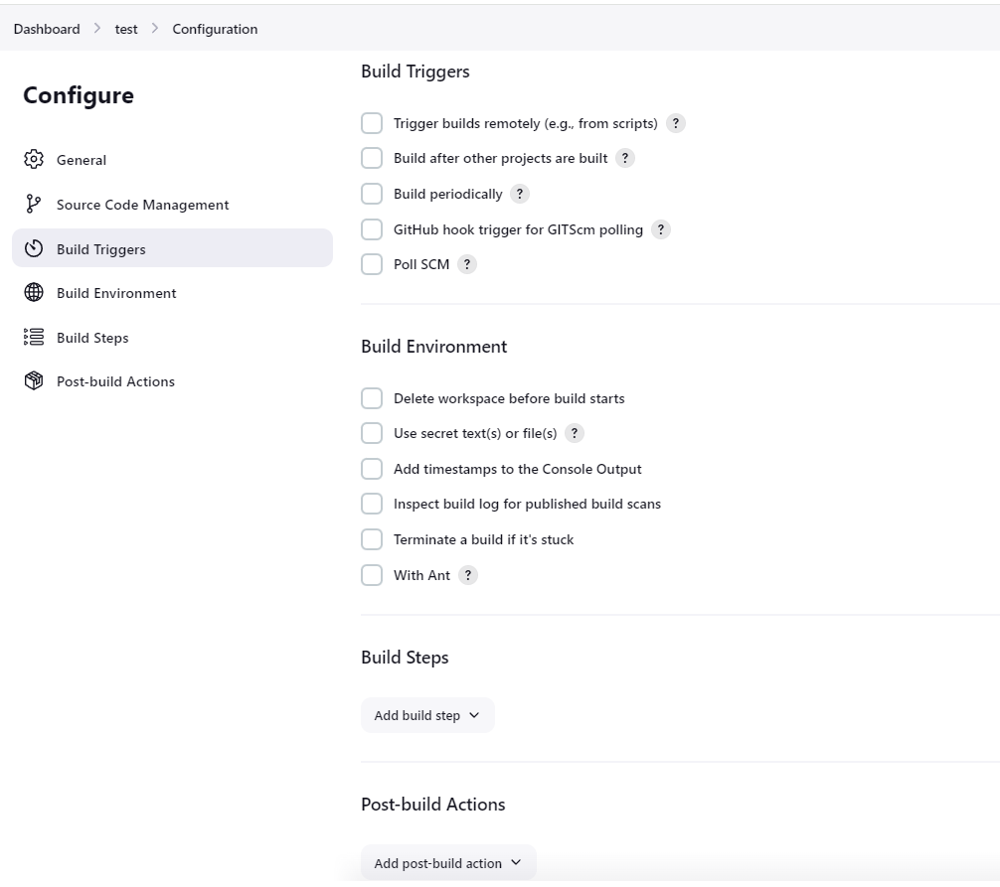 Dashboard > test > Configuration
Configure
General
Source Code Management
Build Triggers
Build Environment
Build Steps
Post-build Actions
Build Triggers
Trigger builds remotely (e.g., from scripts) ?
Build after other projects are built ?
Build periodically ?
GitHub hook trigger for GITScm polling ?
Poll SCM ?
Build Environment
Delete workspace before build starts
Use secret text(s) or file(s) ?
Add timestamps to the Console Output
Inspect build log for published build scans
Terminate a build if it's stuck
With Ant ?
Build Steps
Add build step
Post-build Actions
Add post-build action